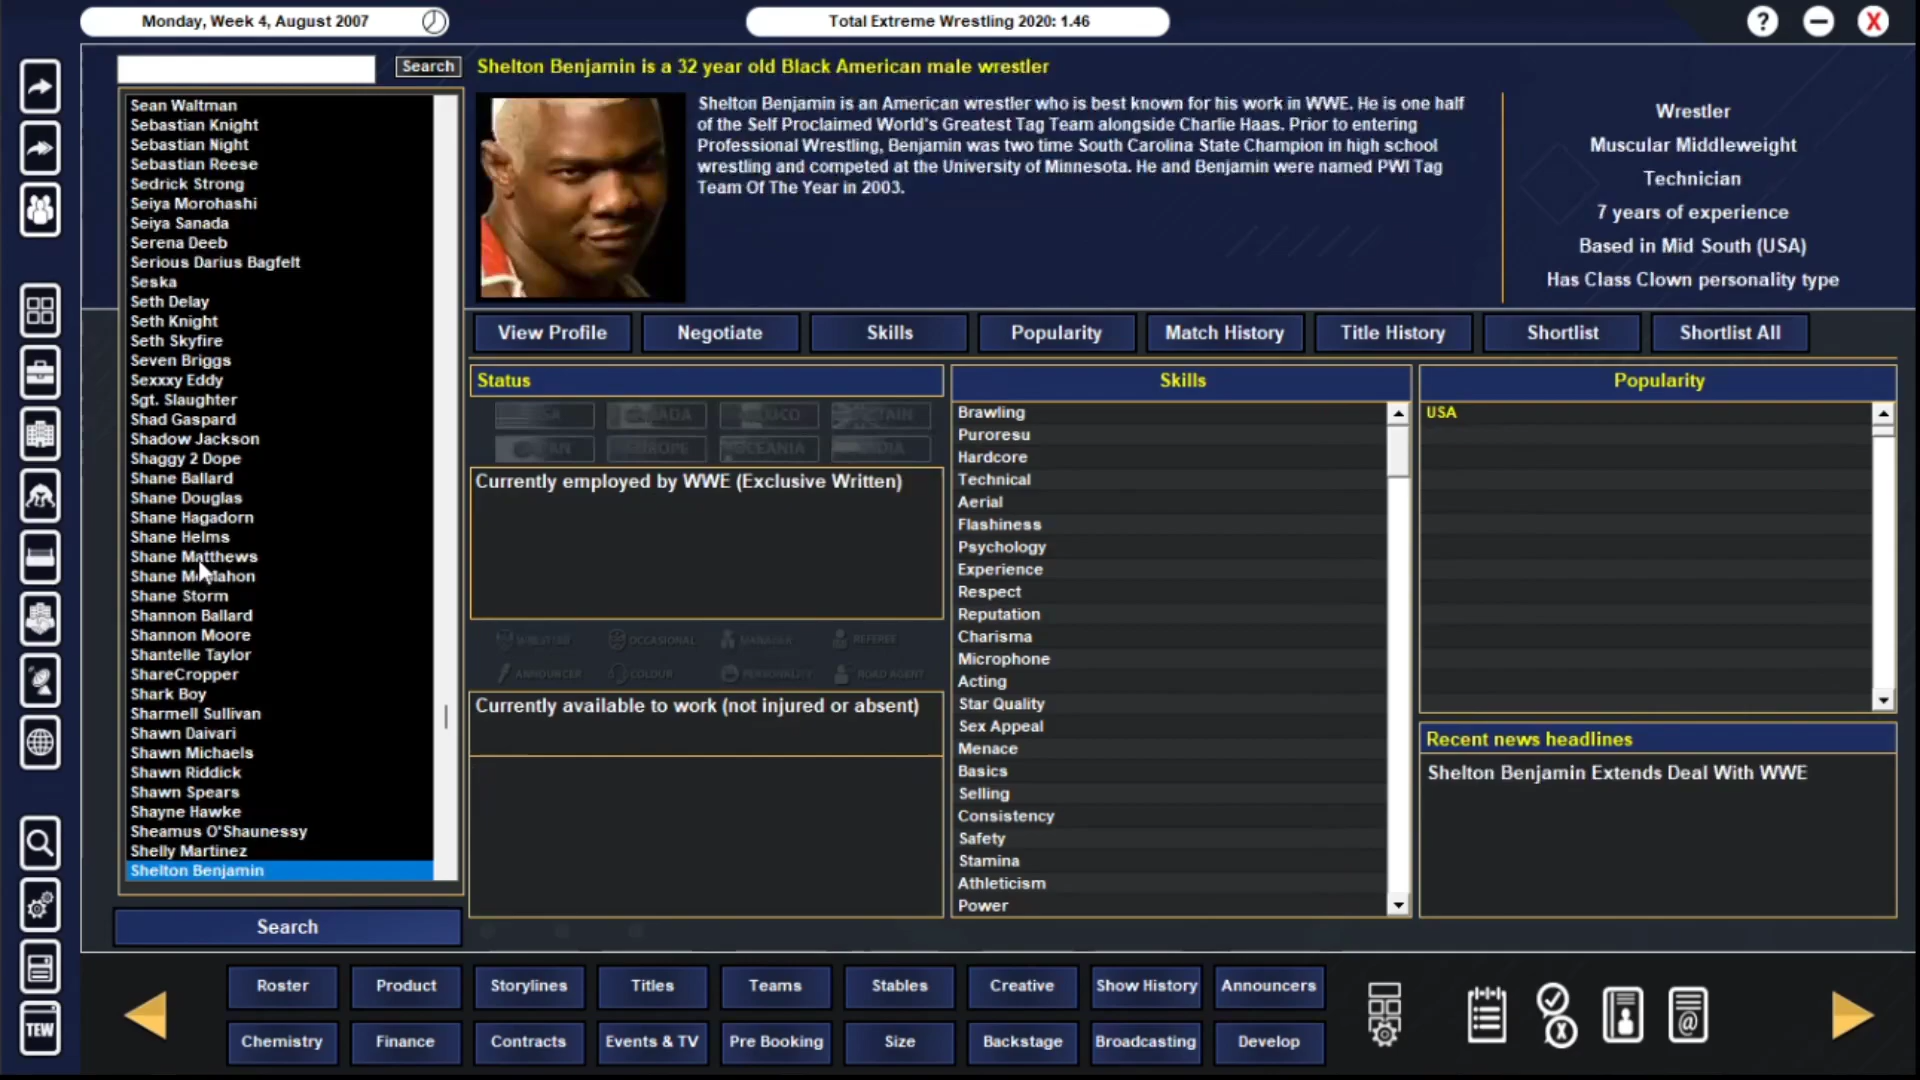 Monday, Week 4, August 2007
Total Extreme Wrestling 2020: 1.46
?
X
Search
Shelton Benjamin is a 32 year old Black American male wrestler
Sean Waltman
Sebastian Knight
Sebastian Night
Sebastian Reese
Sedrick Strong
Seiya Morohashi
Seiya Sanada
Serena Deeb
Serious Darius Bagfelt
Seska
Seth Delay
Seth Knight
Seth Skyfire
Seven Briggs
Sexxxy Eddy
Sgt. Slaughter
Shad Gaspard
Shadow Jackson
Shaggy 2 Dope
Shane Ballard
Shane Douglas
Shane Hagadorn
Shane Helms
Shane Matthews
Shane McMahon
Shane Storm
Shannon Ballard
Shannon Moore
Shantelle Taylor
ShareCropper
Shark Boy
Sharmell Sullivan
Shawn Daivari
Shawn Michaels
Shawn Riddick
Shawn Spears
Shayne Hawke
Sheamus O'Shaunessy
Shelly Martinez
Shelton Benjamin
Search
Shelton Benjamin is an American wrestler who is best known for his work in WWE. He is one half
of the Self Proclaimed World's Greatest Tag Team alongside Charlie Haas. Prior to entering
Professional Wrestling, Benjamin was two time South Carolina State Champion in high school
wrestling and competed at the University of Minnesota. He and Benjamin were named PWI Tag
Team Of The Year in 2003.
Wrestler
Muscular Middleweight
Technician
7 years of experience
Based in Mid South (USA)
Has Class Clown personality type
View Profile
Negotiate
Skills
Popularity
Match History
Title History
Shortlist
Shortlist All
Status
CANADA
EUROPE
OCEANIA
Currently employed by WWE (Exclusive Written)
WRESTLER
OCCASIONAL
MANAGER
REFEREE
ANNOUNCER
COLOUR
PERSONALITY
ROAD AGENT
Currently available to work (not injured or absent)
Skills
Brawling
Puroresu
Hardcore
Technical
Aerial
Flashiness
Psychology
Experience
Respect
Reputation
Charisma
Microphone
Acting
Star Quality
Sex Appeal
Menace
Basics
Selling
Consistency
Safety
Stamina
Athleticism
Power
Popularity
USA
Recent news headlines
Shelton Benjamin Extends Deal With WWE
Roster
Product
Storylines
Titles
Teams
Stables
Creative
Show History
Announcers
Chemistry
Finance
Contracts
Events & TV
Pre Booking
Size
Backstage
Broadcasting
Develop
TEW